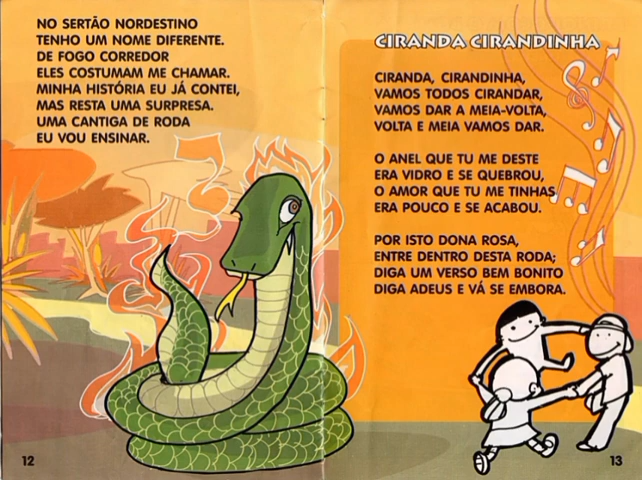 NO SERTÃO NORDESTINO
TENHO UM NOME DIFERENTE.
DE FOGO CORREDOR
ELES COSTUMAM ME CHAMAR.
MINHA HISTÓRIA EU JÁ CONTEI,
MAS RESTA UMA SURPRESA.
UMA CANTIGA DE RODA
EU VOU ENSINAR.
12
CIRANDA CIRANDINHA
CIRANDA, CIRANDINHA,
VAMOS TODOS CIRANDAR,
VAMOS DAR A MEIA-VOLTA,
VOLTA E MEIA VAMOS DAR.
O ANEL QUE TU ME DESTE
ERA VIDRO E SE QUEBROU,
O AMOR QUE TU ME TINHAS
ERA POUCO E SE ACABOU.
POR ISTO DONA ROSA,
ENTRE DENTRO DESTA RODA;
DIGA UM VERSO BEM BONITO
DIGA ADEUS E VÁ SE EMBORA.
13